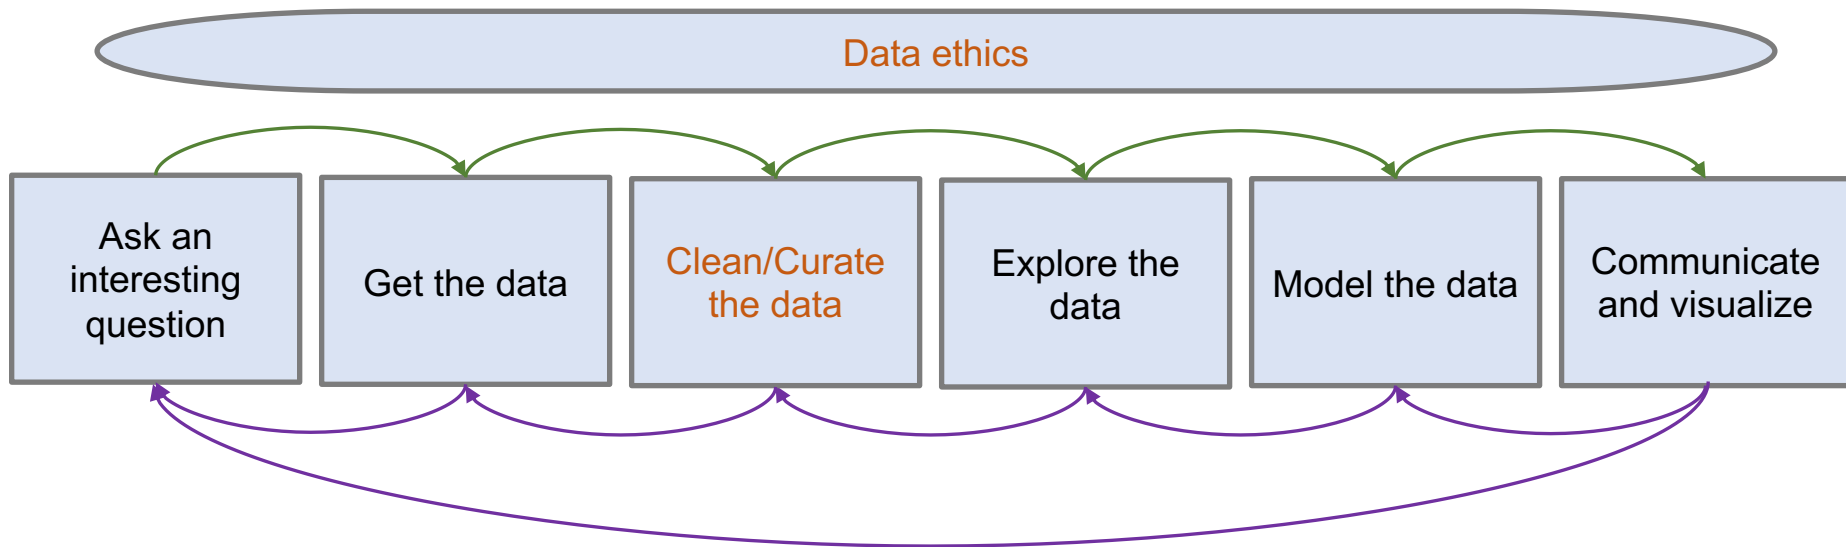 Data ethics
Ask an
interesting
question
Get the data
Clean/Curate
the data
Explore the
data
Model the data
Communicate
and visualize